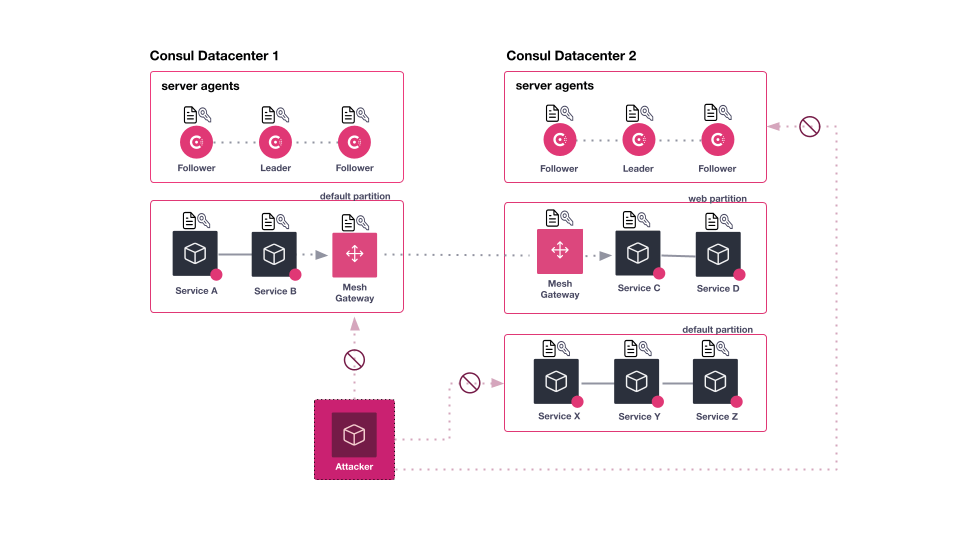 Consul Datacenter 1
server agents
Follower
Leader
Follower
default partition
Service A
Service B
Mesh
Gateway
Consul Datacenter 2
server agents
Follower
Leader
Follower
web partition
Mesh
Gateway
Service C
Service D
default partition
Service X
Service Y
Service Z
Attacker